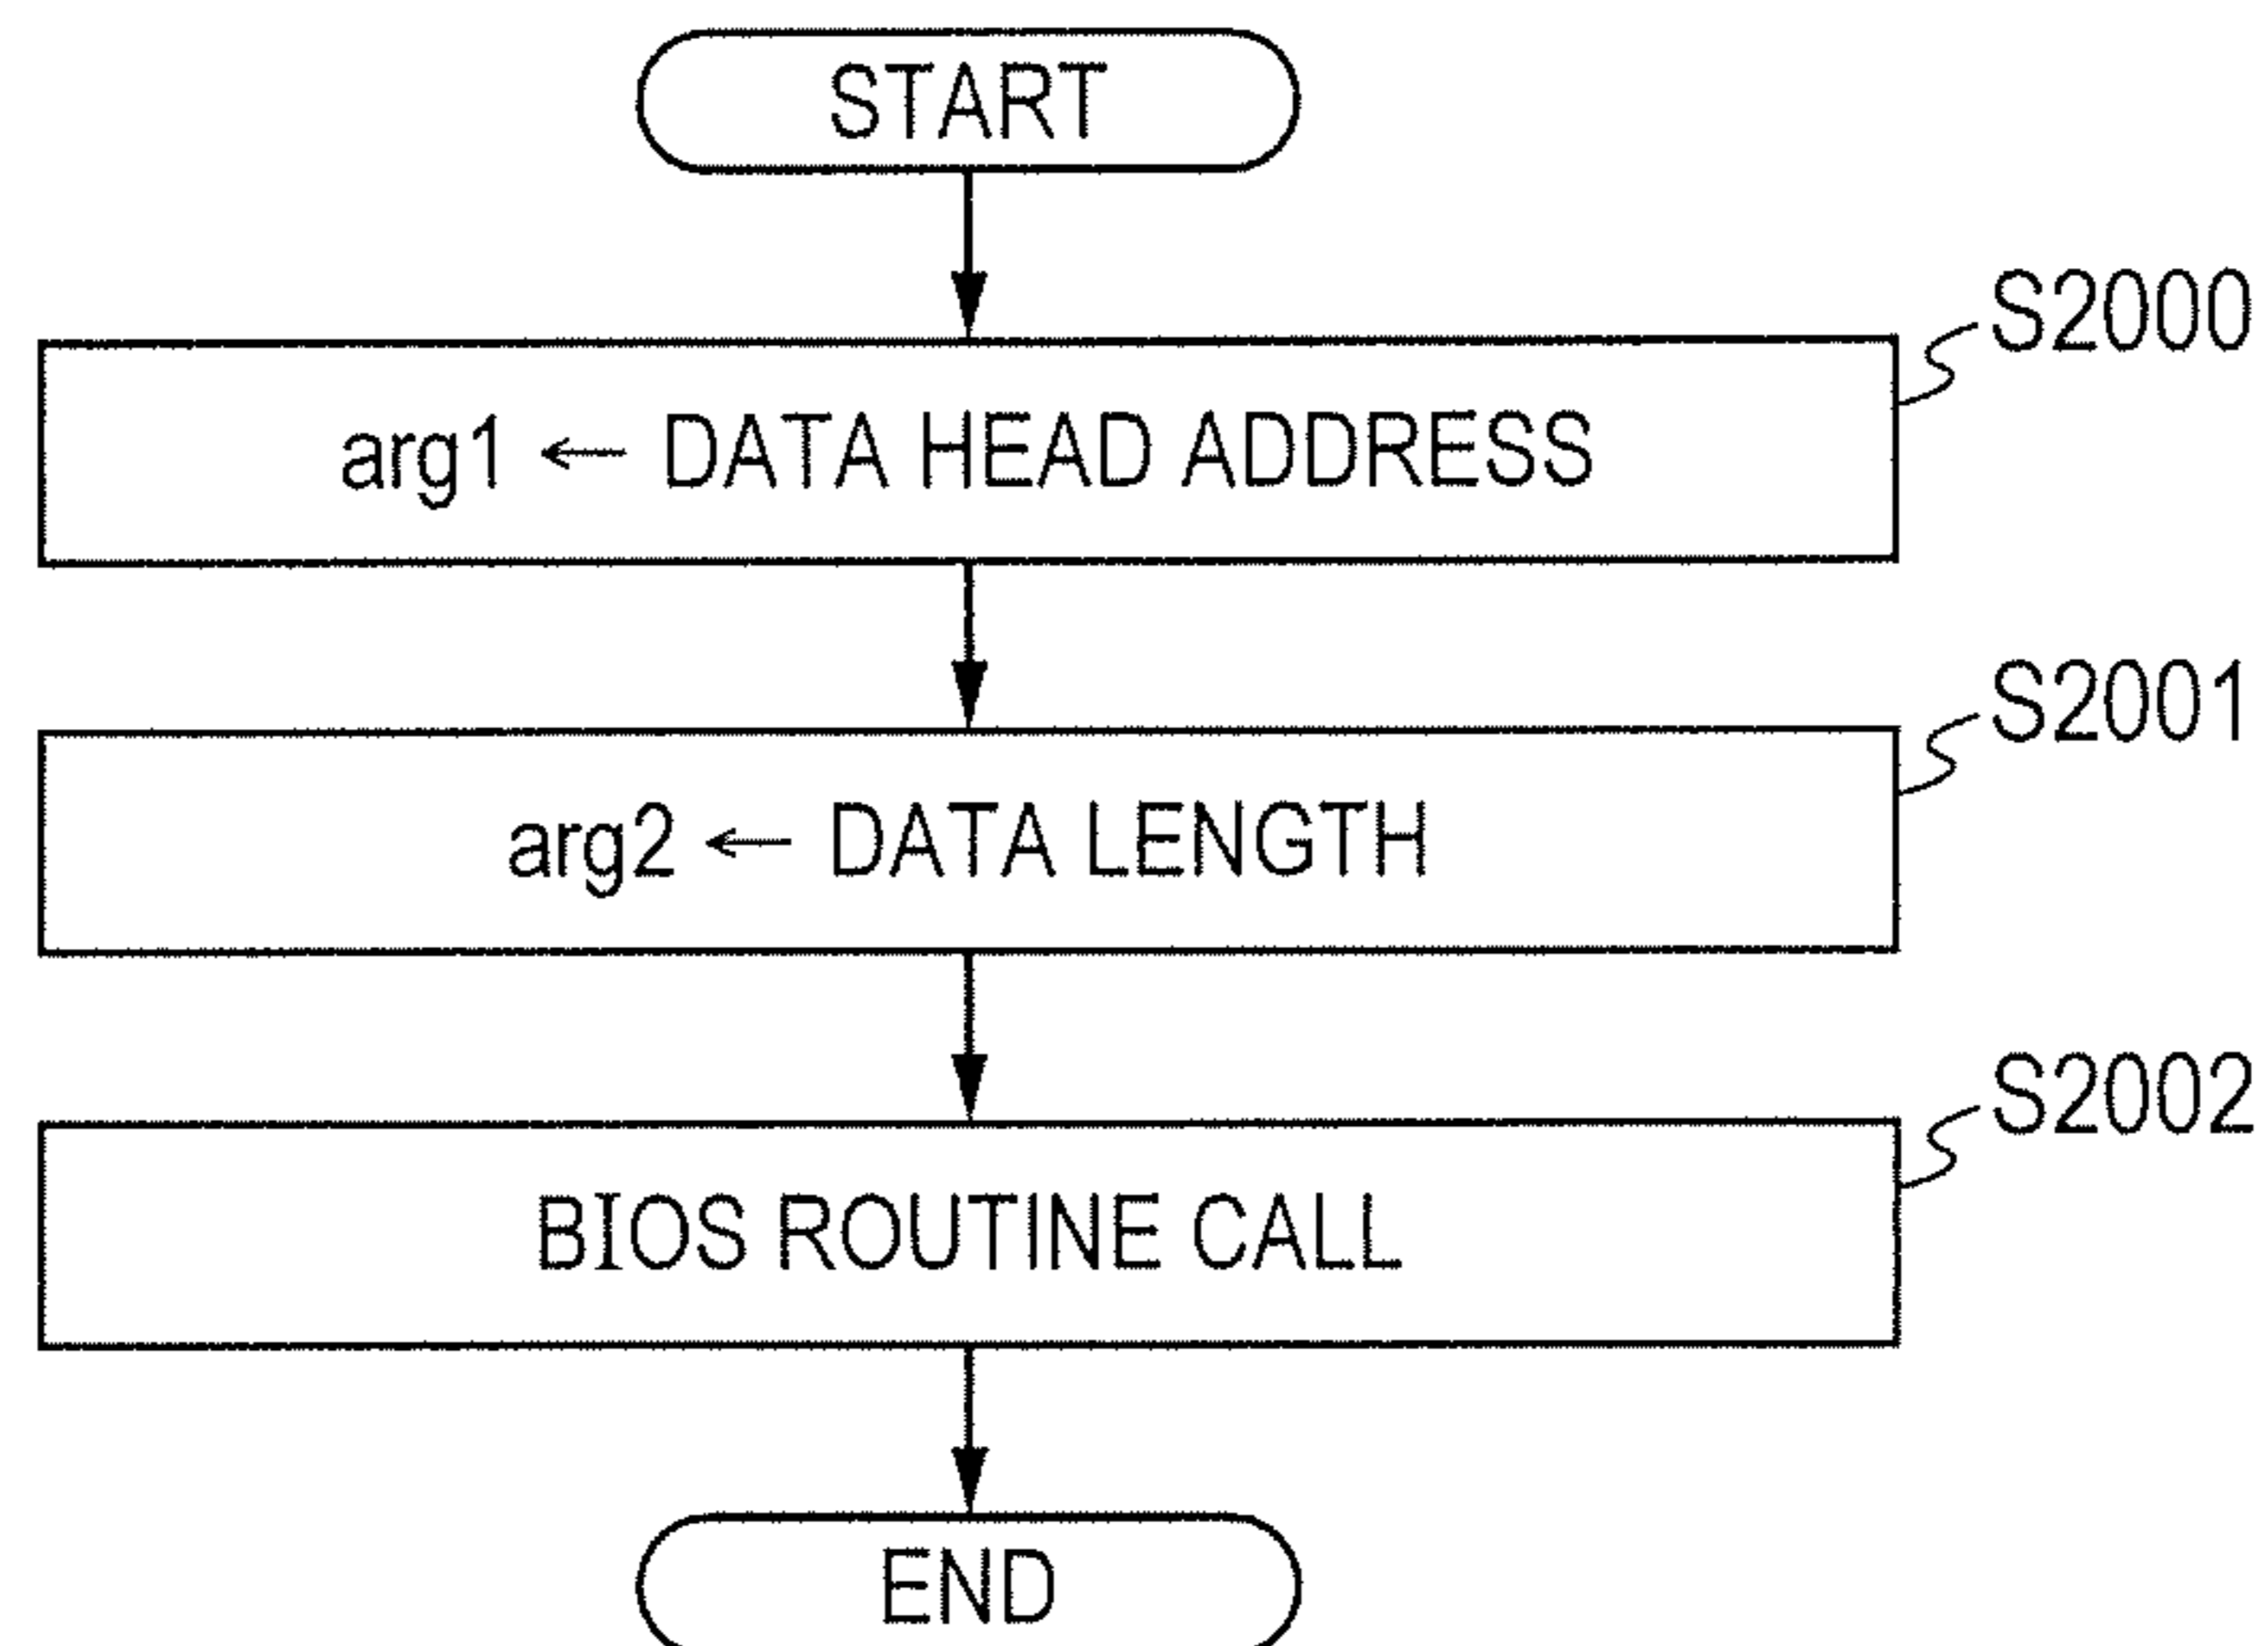 START
S2000
arg1 ← DATA HEAD ADDRESS
S2001
arg2 ← DATA LENGTH
S2002
BIOS ROUTINE CALL
END